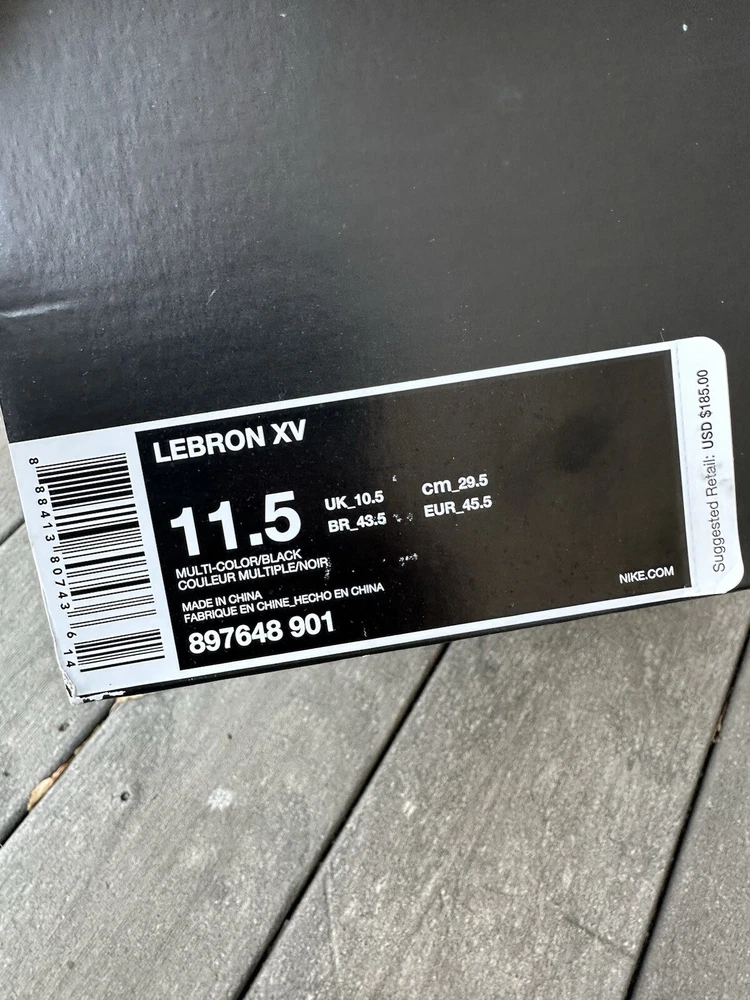 LEBRON XV
11.5
UK_10.5
cm_29.5
BR_43.5
EUR_45.5
MULTI-COLOR/BLACK
COULEUR MULTIPLE/NOIR
MADE IN CHINA
FABRIQUE EN CHINE_HECHO EN CHINA
897648 901
NIKE.COM
Suggested Retail: USD $185.00
8 88413 80743 6 14